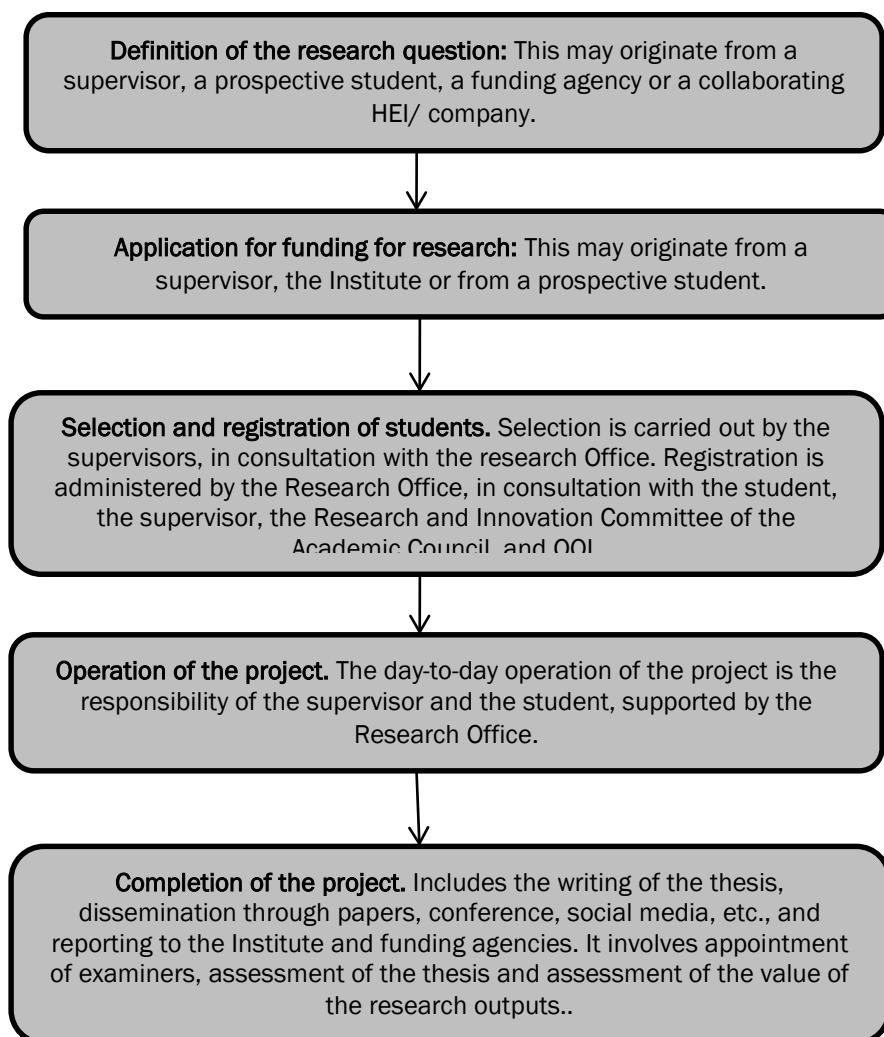 Definition of the research question: This may originate from a
supervisor, a prospective student, a funding agency or a collaborating
HEI/ company.
Application for funding for research: This may originate from a
supervisor, the Institute or from a prospective student.
Selection and registration of students. Selection is carried out by the
supervisors, in consultation with the research Office. Registration is
administered by the Research Office, in consultation with the student,
the supervisor, the Research and Innovation Committee of the
Academic Council, and
Operation of the project. The day-to-day operation of the project is the
responsibility of the supervisor and the student, supported by the
Research Office.
Completion of the project. Includes the writing of the thesis,
dissemination through papers, conference, social media, etc., and
reporting to the Institute and funding agencies. It involves appointment
of examiners, assessment of the thesis and assessment of the value of
the research outputs..